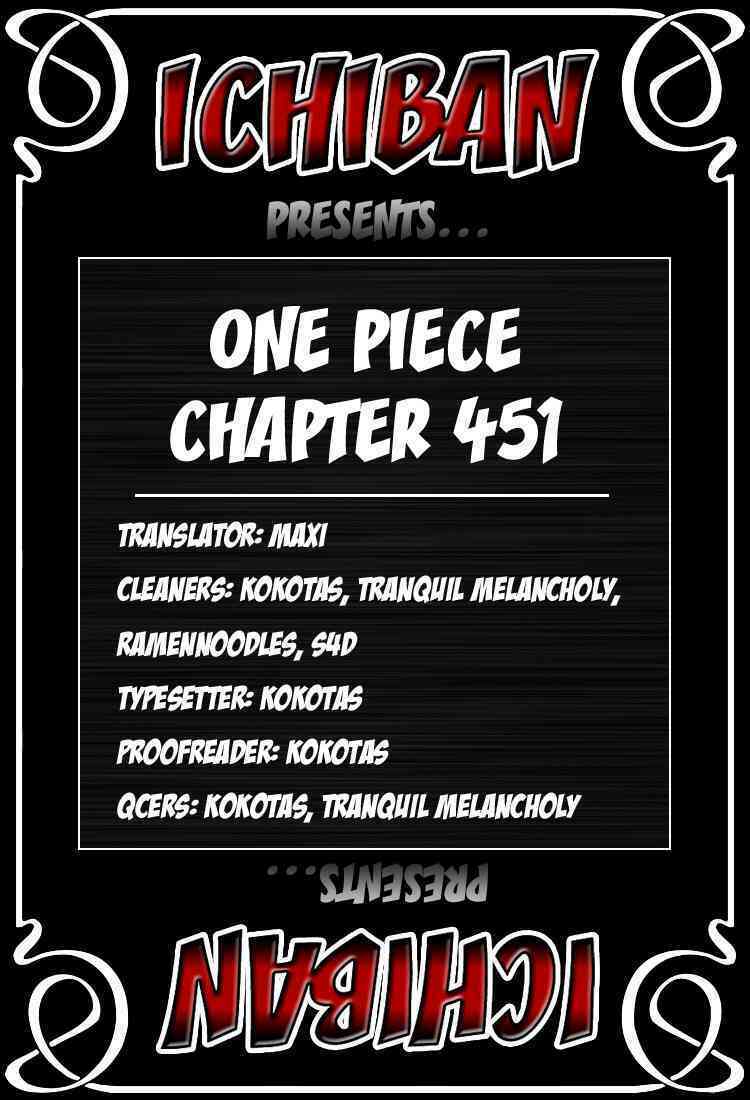 ICHIBAN
PRESENTS...
ONE PIECE
CHAPTER 451
TRANSLATOR: MAXI
CLEANERS: KOKOTAS, TRANQUIL MELANCHOLY,
RAMENNOODLES, S4D
TYPESETTER: KOKOTAS
PROOFREADER: KOKOTAS
QCERS: KOKOTAS, TRANQUIL MELANCHOLY
PRESENTS...
ICHIBAN